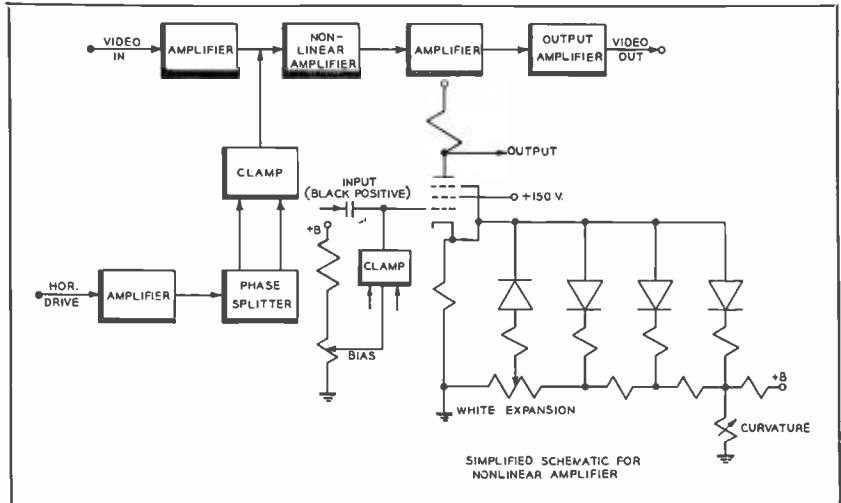 VIDEO
IN
AMPLIFIER
NON-
LINEAR
AMPLIFIER
AMPLIFIER
OUTPUT
AMPLIFIER
VIDEO
OUT
OUTPUT
CLAMP
INPUT
(BLACK POSITIVE)
+150 V.
+B
CLAMP
HOR.
DRIVE
AMPLIFIER
PHASE
SPLITTER
BIAS
+B
WHITE EXPANSION
CURVATURE
SIMPLIFIED SCHEMATIC FOR
NONLINEAR AMPLIFIER